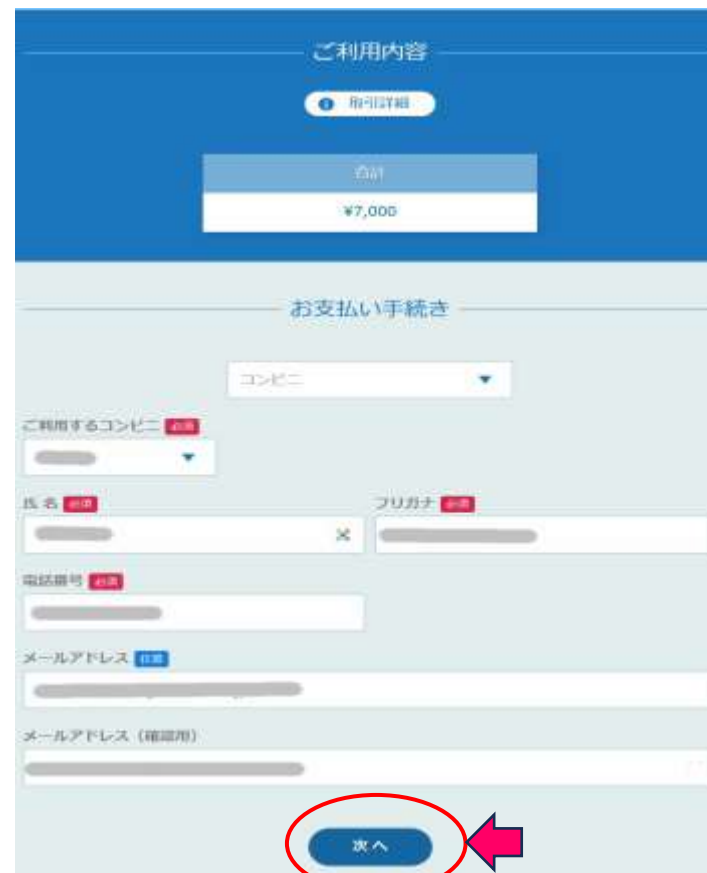 ご利用内容
取引詳細
合計
¥7,000
お支払い手続き
コンビニ
ご利用するコンビニ 必須
氏名 必須
フリガナ 必須
電話番号 必須
メールアドレス 任意
メールアドレス（確認用）
次へ